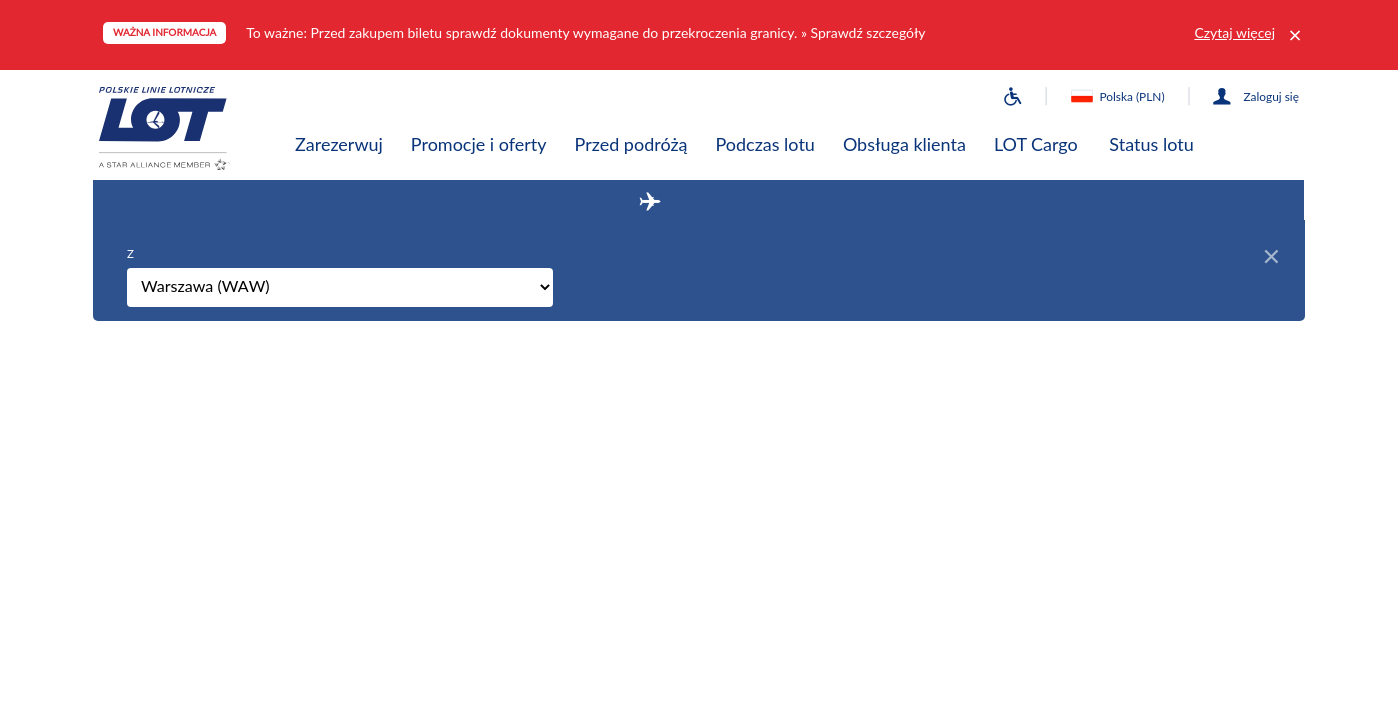 WAŻNA INFORMACJA
To ważne: Przed zakupem biletu sprawdź dokumenty wymagane do przekroczenia granicy. » Sprawdź szczegóły
Czytaj więcej
POLSKIE LINIE LOTNICZE
LOT
A STAR ALLIANCE MEMBER
Polska (PLN)
Zaloguj się
Zarezerwuj
Promocje i oferty
Przed podróżą
Podczas lotu
Obsługa klienta
LOT Cargo
Status lotu
Z
Warszawa (WAW)